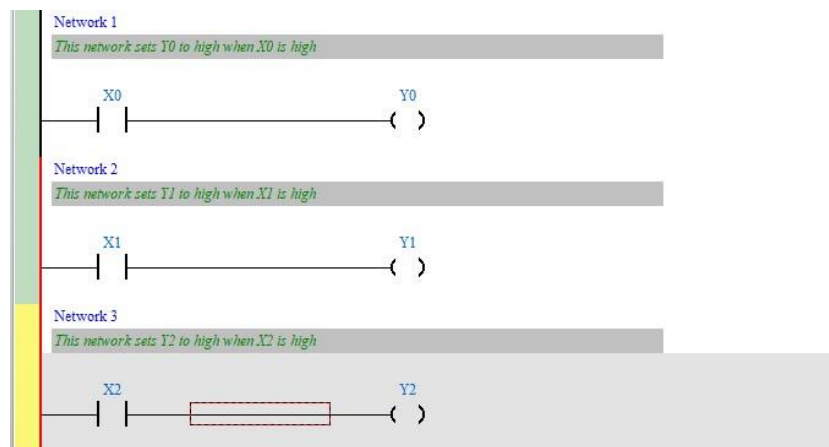 Network 1
This network sets Y0 to high when X0 is high
X0 Y0
Network 2
This network sets Y1 to high when X1 is high
X1 Y1
Network 3
This network sets Y2 to high when X2 is high
X2 Y2